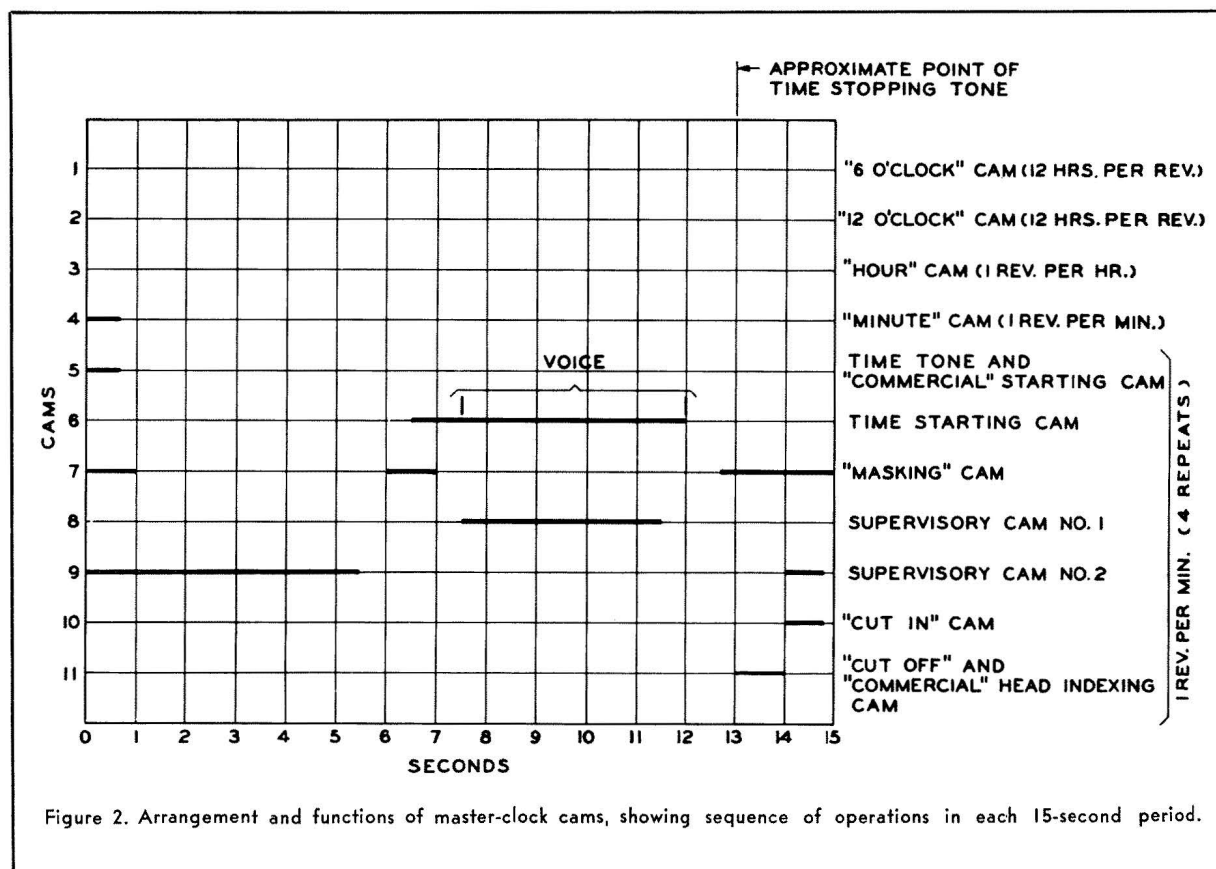 APPROXIMATE POINT OF
TIME STOPPING TONE
1
"6 O'CLOCK" CAM (12 HRS. PER REV.)
2
"12 O'CLOCK" CAM (12 HRS. PER REV.)
3
"HOUR" CAM (1 REV. PER HR.)
4
"MINUTE" CAM (1 REV. PER MIN.)
5
VOICE
TIME TONE AND
"COMMERCIAL" STARTING CAM
6
TIME STARTING CAM
7
"MASKING" CAM
8
SUPERVISORY CAM NO. 1
9
SUPERVISORY CAM NO. 2
10
"CUT IN" CAM
11
"CUT OFF" AND
"COMMERCIAL" HEAD INDEXING
CAM
CAMS
1 REV. PER MIN. (4 REPEATS)
0 1 2 3 4 5 6 7 8 9 10 11 12 13 14 15
SECONDS
Figure 2. Arrangement and functions of master-clock cams, showing sequence of operations in each 15-second period.